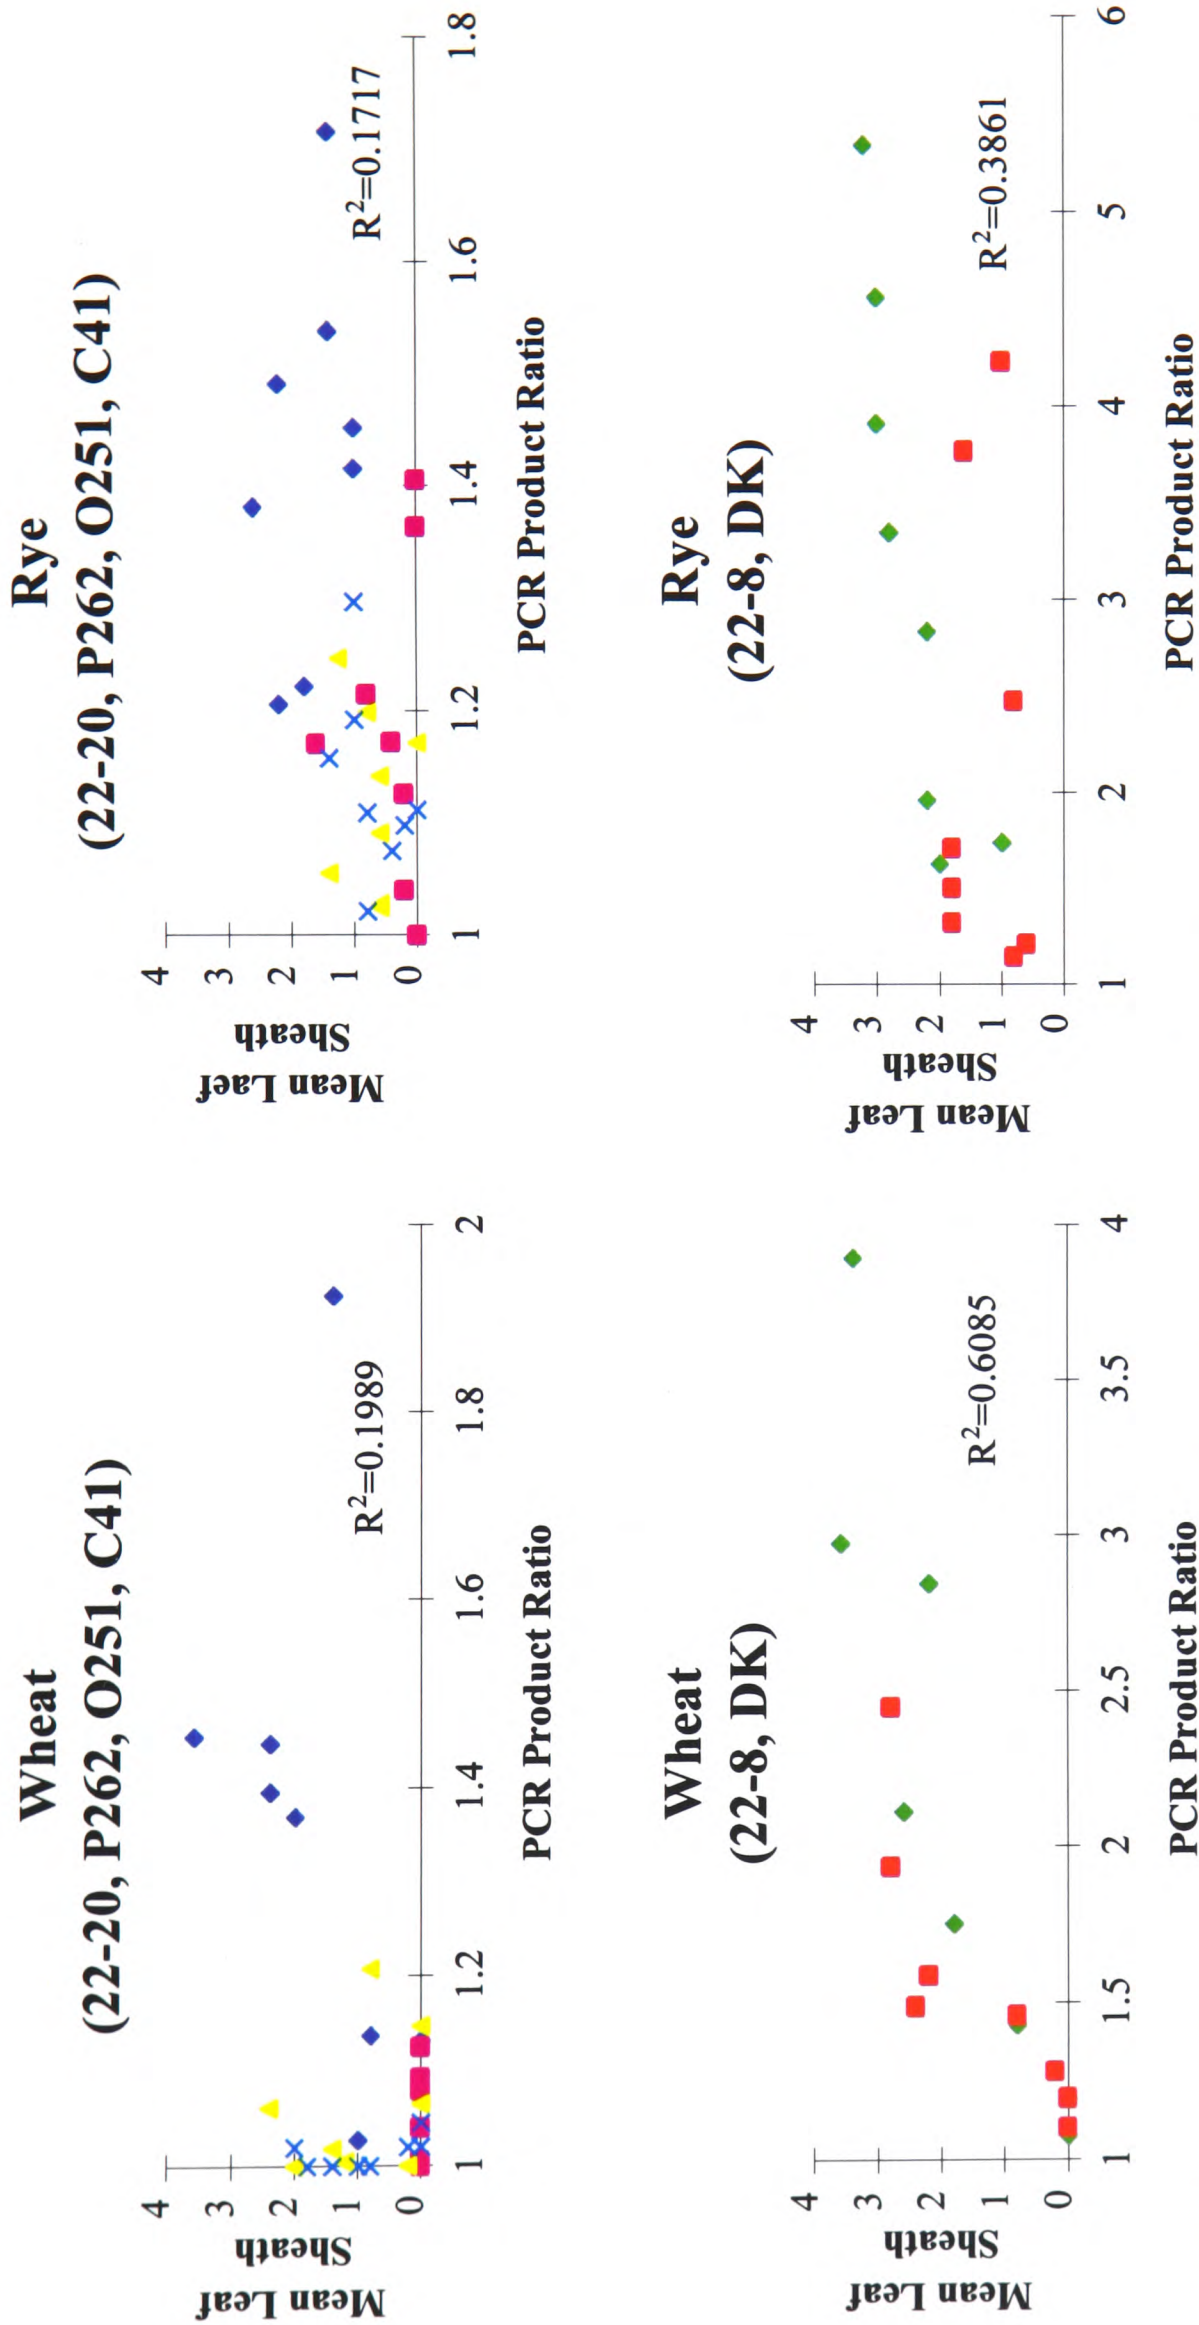 Wheat
(22-20, P262, O251, C41)
Mean Leaf
Sheath
4
3
2
1
0
R²=0.1989
1
1.2
1.4
1.6
1.8
2
PCR Product Ratio
Rye
(22-20, P262, O251, C41)
Mean Laef
Sheath
4
3
2
1
0
R²=0.1717
1
1.2
1.4
1.6
1.8
PCR Product Ratio
Wheat
(22-8, DK)
Mean Leaf
Sheath
4
3
2
1
0
R²=0.6085
1
1.5
2
2.5
3
3.5
4
PCR Product Ratio
Rye
(22-8, DK)
Mean Leaf
Sheath
4
3
2
1
0
R²=0.3861
1
2
3
4
5
6
PCR Product Ratio